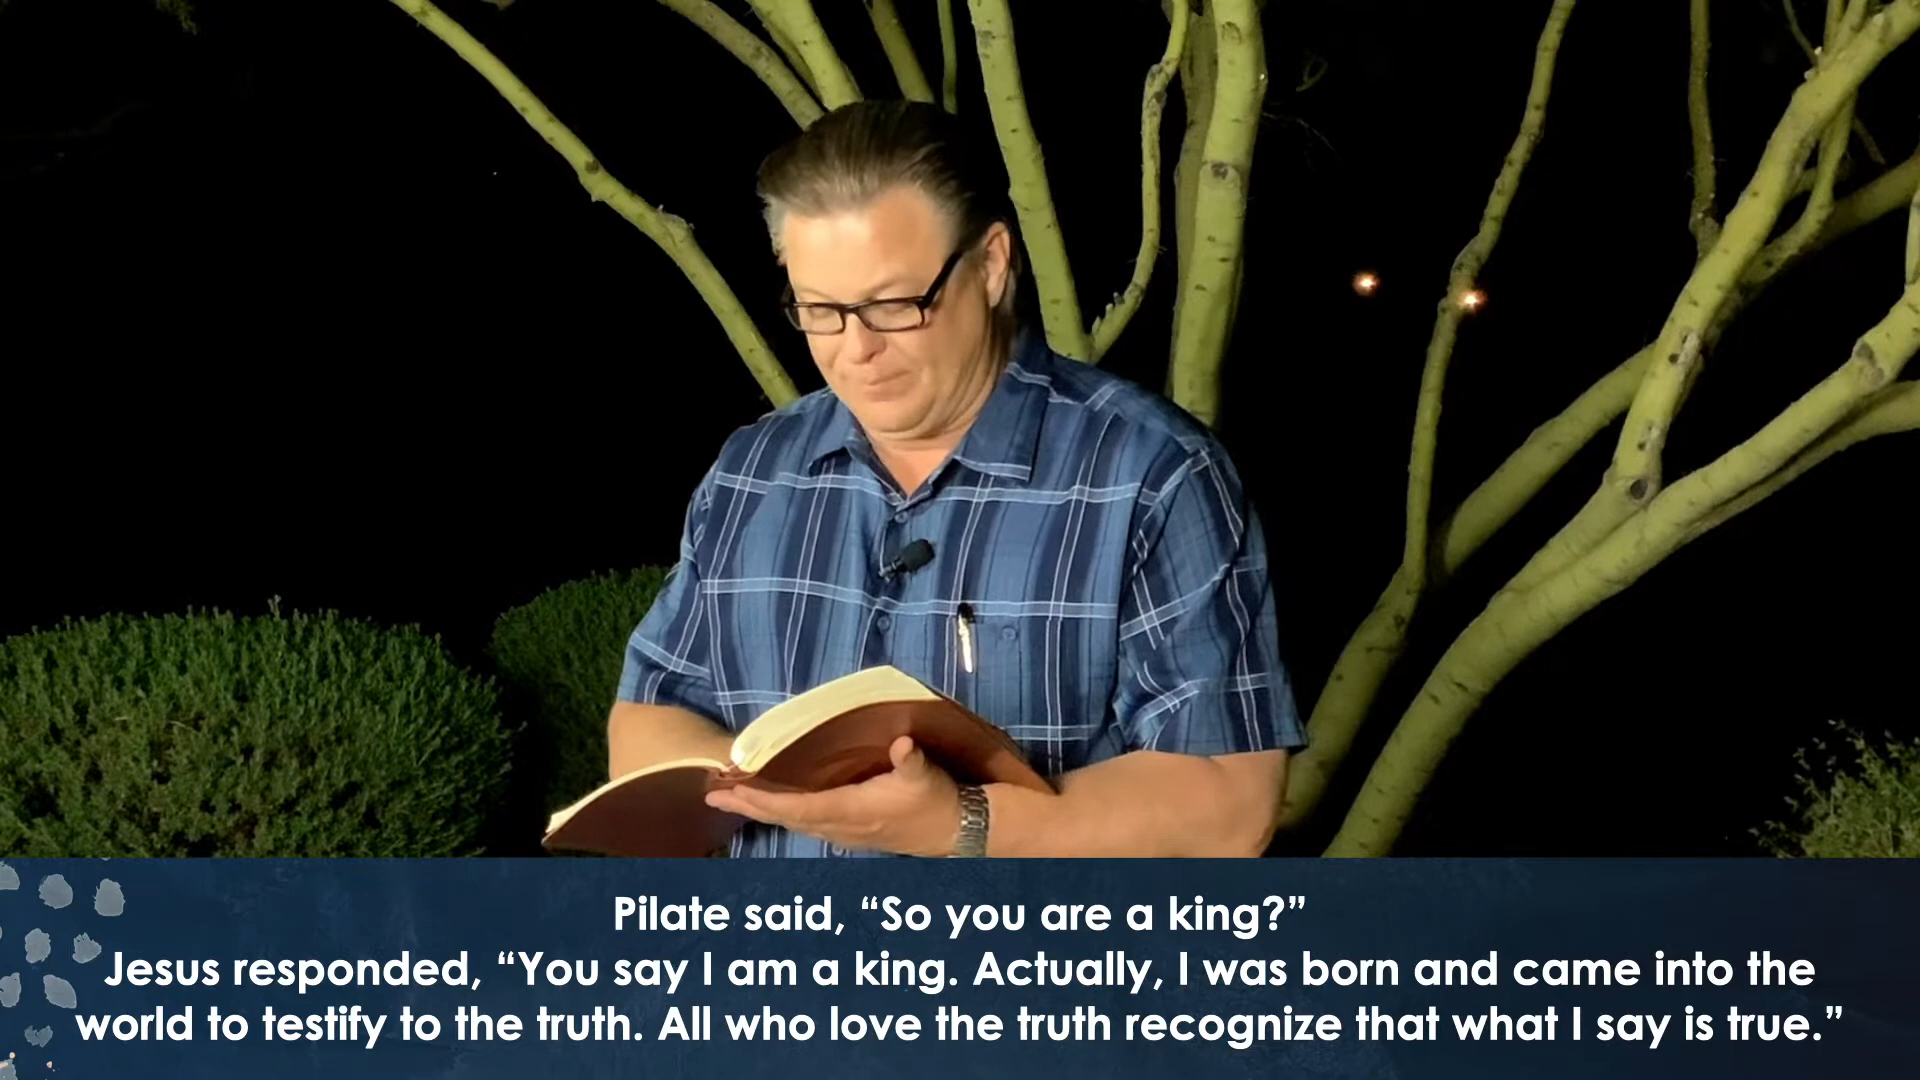 Pilate said, “So you are a king?”
Jesus responded, “You say I am a king. Actually, I was born and came into the
world to testify to the truth. All who love the truth recognize that what I say is true.”